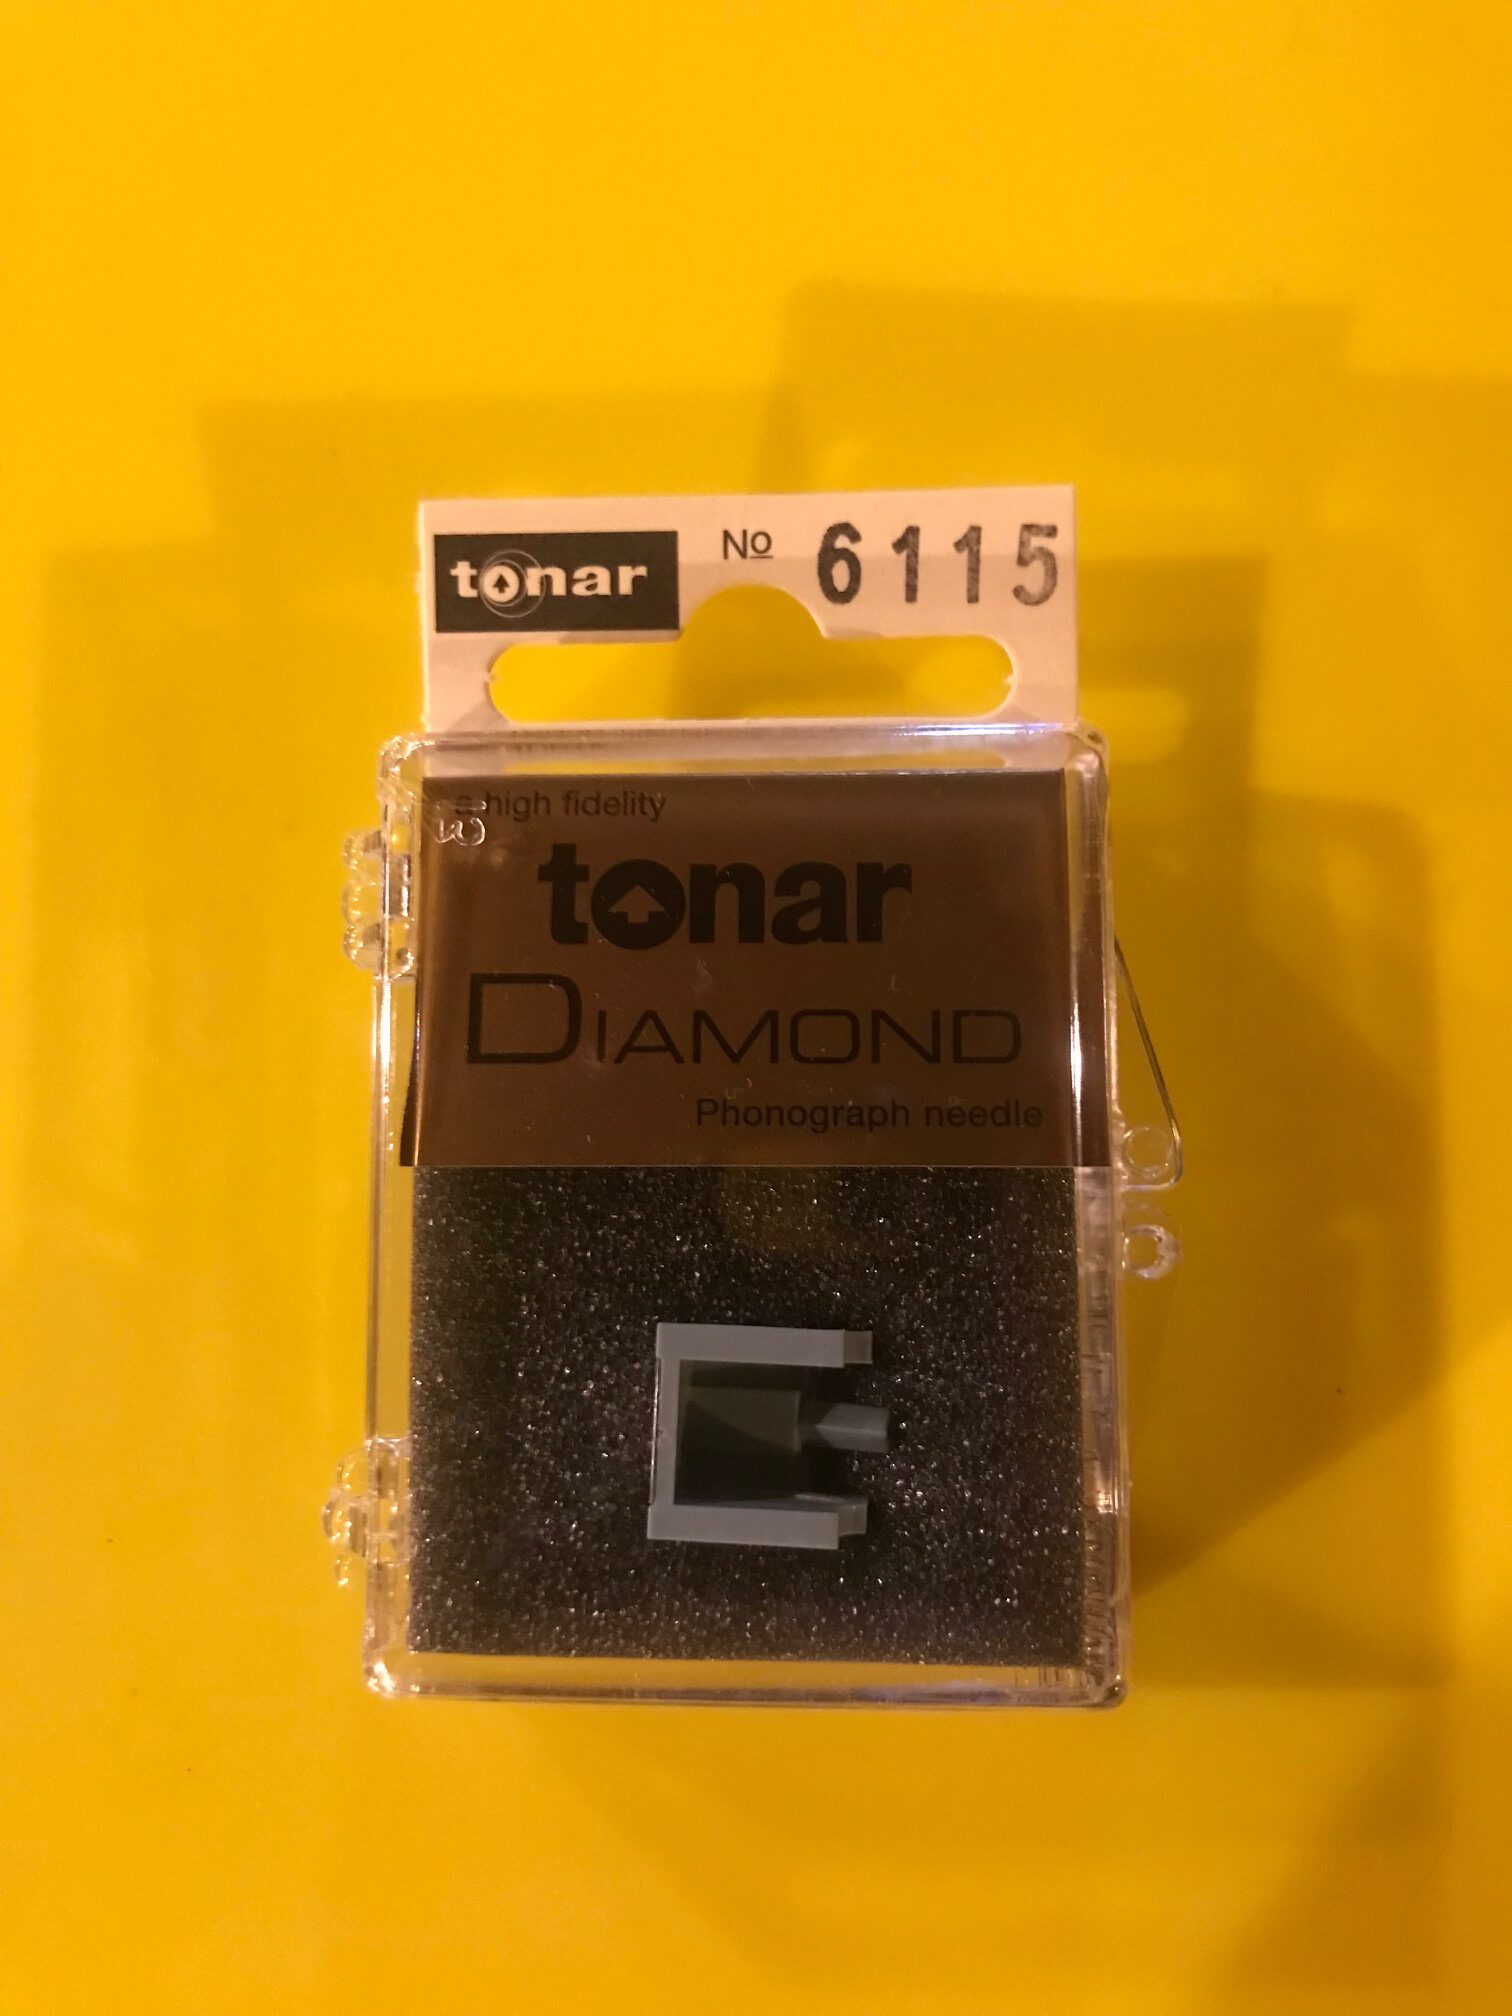 tonar Nº 6115
a high fidelity
tonar
DIAMOND
Phonograph needle